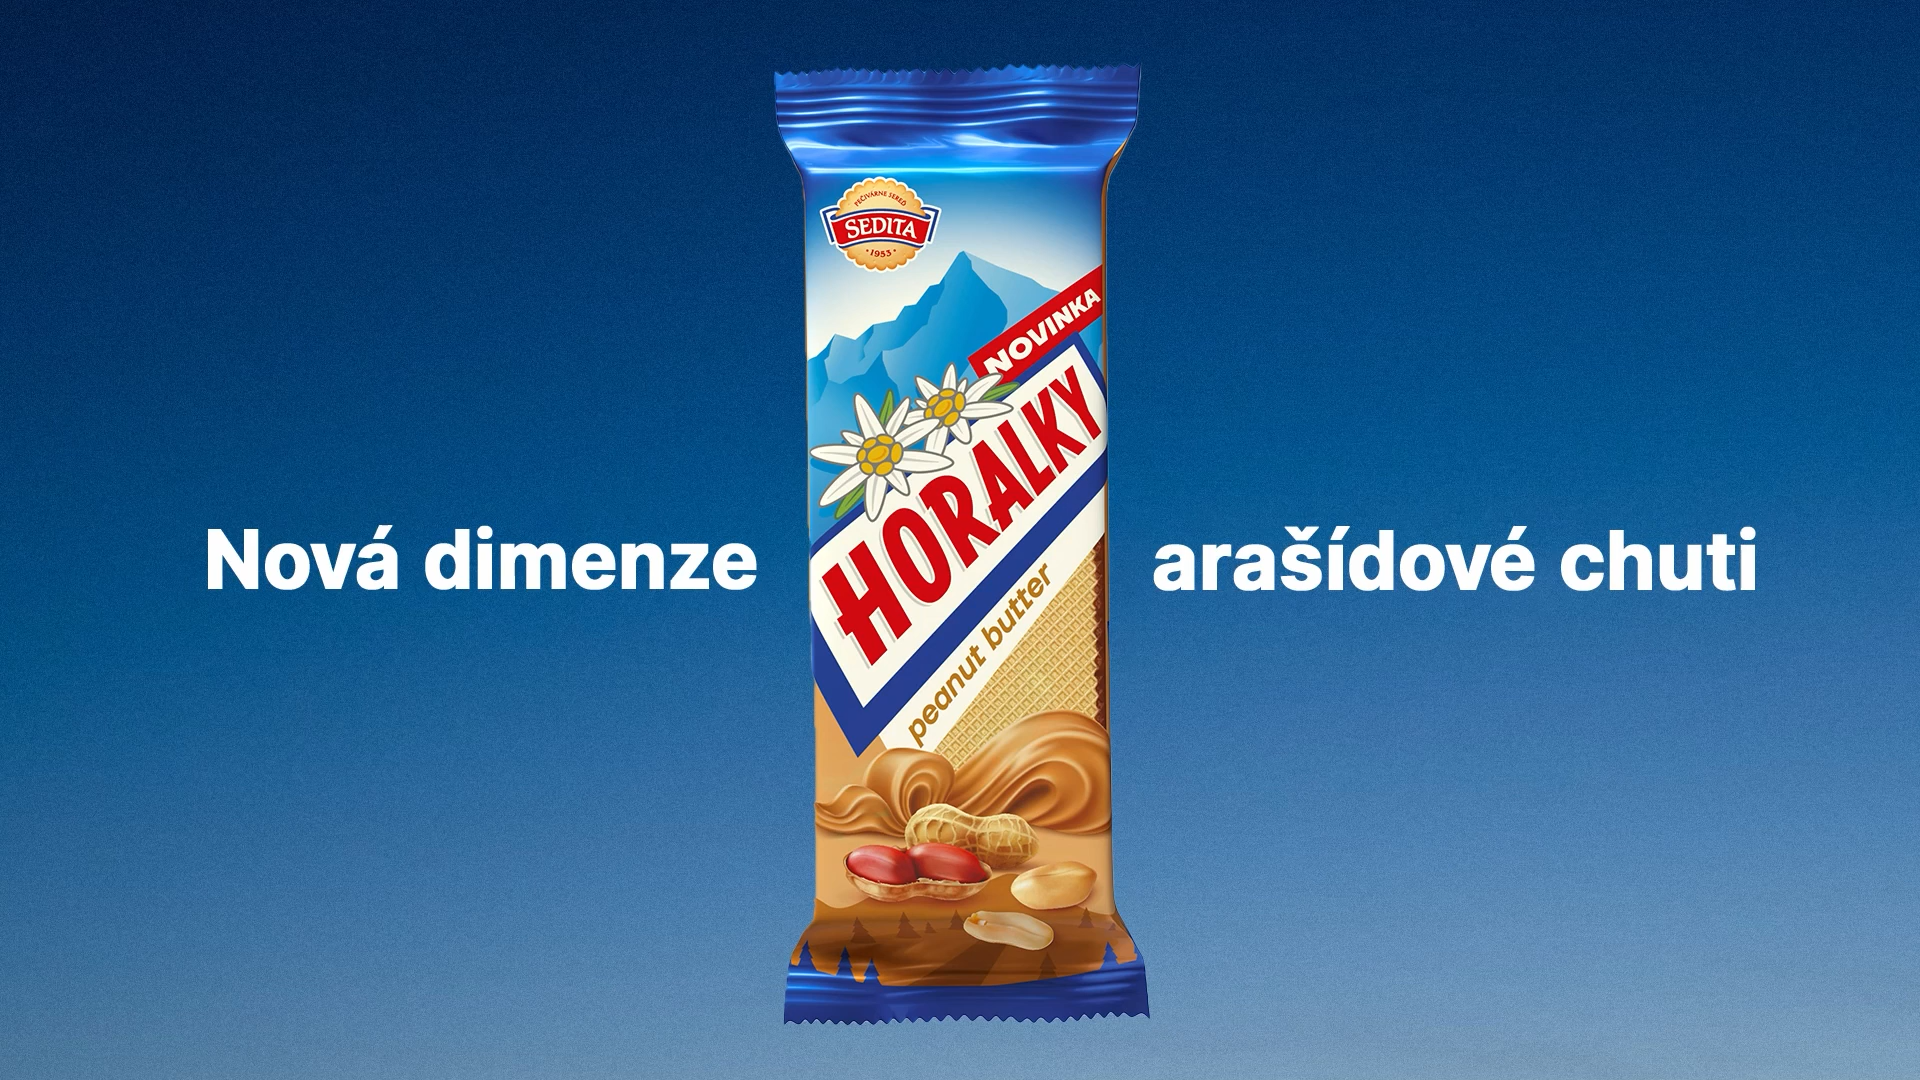 PEČIVÁRNE SEREĎ
SEDITA
1953
NOVINKA
HORALKY
peanut butter
Nová dimenze
arašídové chuti